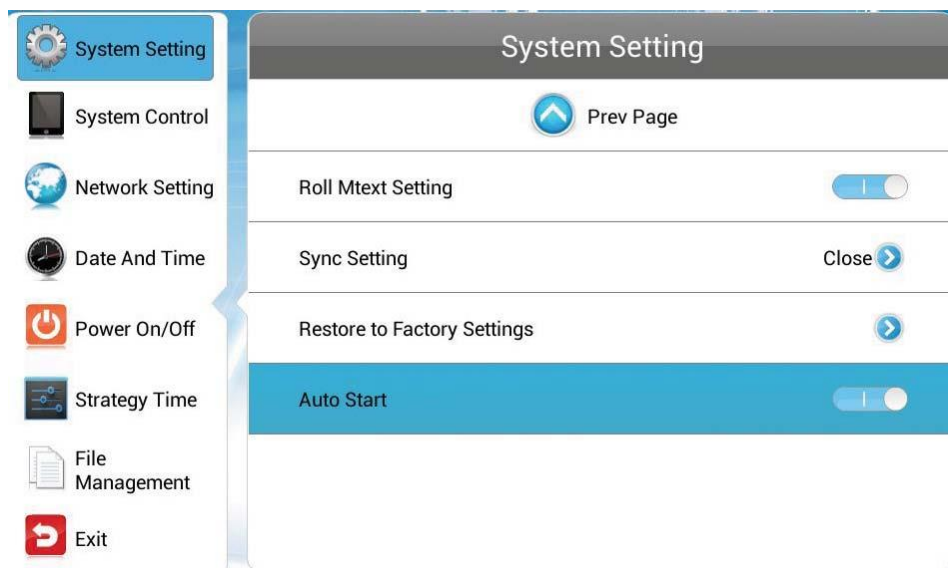 System Setting
System Control
Network Setting
Date And Time
Power On/Off
Strategy Time
File
Management
Exit
System Setting
Prev Page
Roll Mtext Setting
Sync Setting Close
Restore to Factory Settings
Auto Start